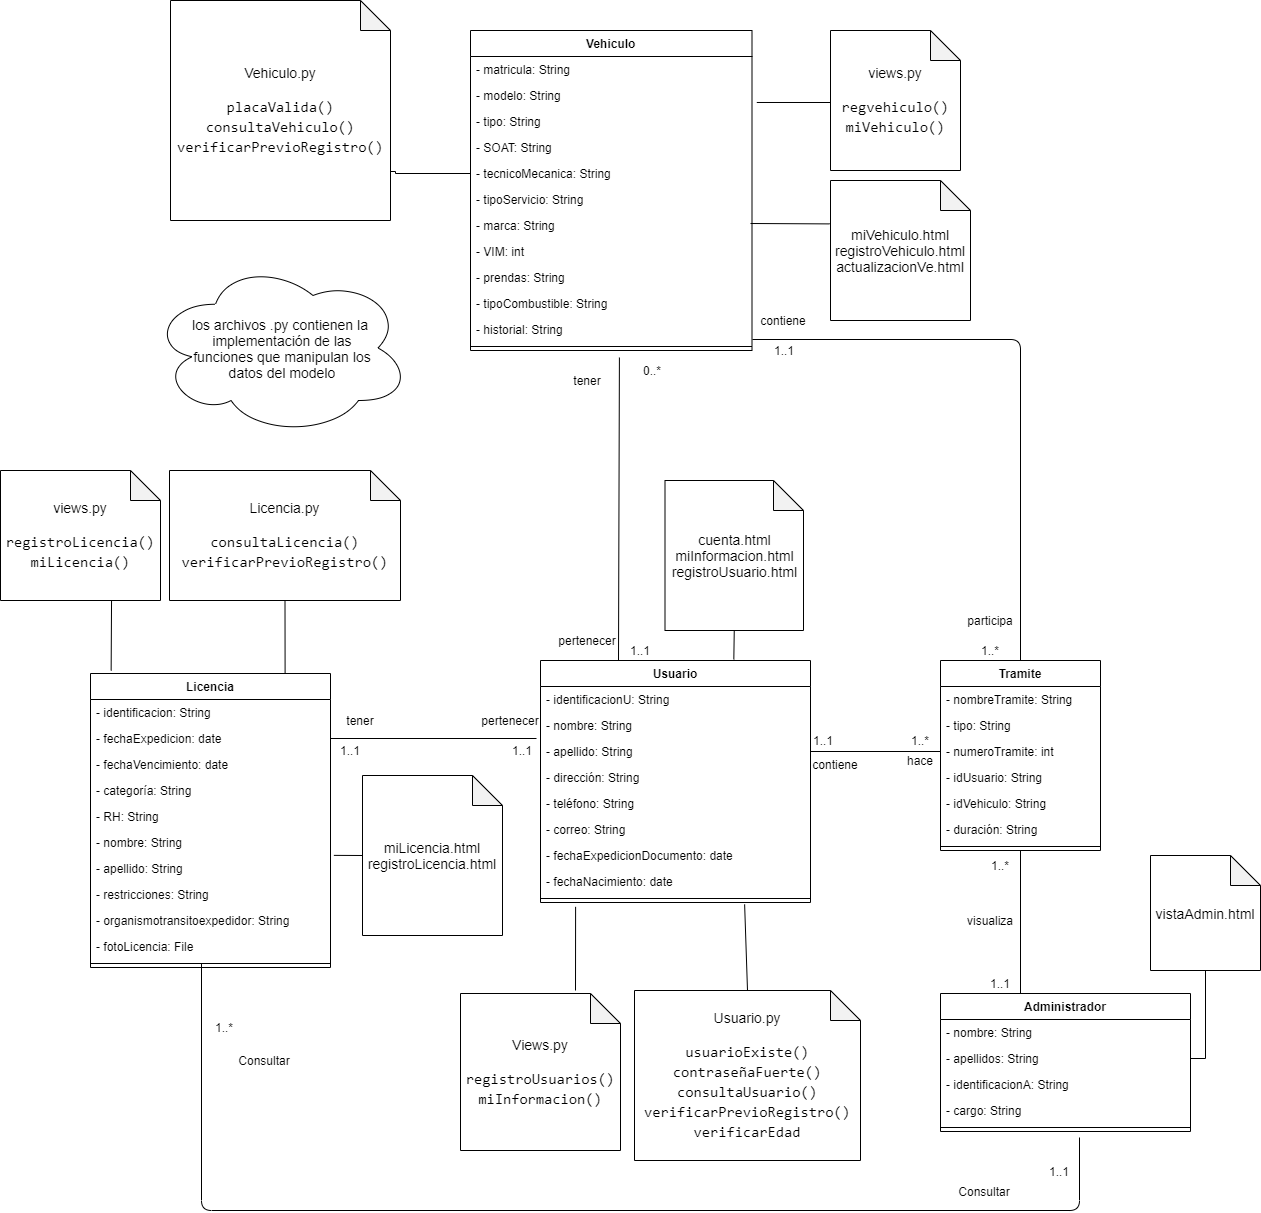 Vehiculo.py
placaValida()
consultaVehiculo()
verificarPrevioRegistro()
Vehiculo
- matricula: String
- modelo: String
- tipo: String
- SOAT: String
- tecnicoMecanica: String
- tipoServicio: String
- marca: String
- VIM: int
- prendas: String
- tipoCombustible: String
- historial: String
views.py
regvehiculo()
miVehiculo()
miVehiculo.html
registroVehiculo.html
actualizacionVe.html
los archivos .py contienen la
implementación de las
funciones que manipulan los
datos del modelo
contiene
1..1
tener
0..*
views.py
registroLicencia()
miLicencia()
Licencia.py
consultaLicencia()
verificarPrevioRegistro()
cuenta.html
miInformacion.html
registroUsuario.html
pertenecer
1..1
participa
1..*
Licencia
- identificacion: String
- fechaExpedicion: date
- fechaVencimiento: date
- categoría: String
- RH: String
- nombre: String
- apellido: String
- restricciones: String
- organismotransitoexpedidor: String
- fotoLicencia: File
tener
1..1
pertenecer
1..1
miLicencia.html
registroLicencia.html
Usuario
- identificacionU: String
- nombre: String
- apellido: String
- dirección: String
- teléfono: String
- correo: String
- fechaExpedicionDocumento: date
- fechaNacimiento: date
1..1
contiene
1..*
hace
Tramite
- nombreTramite: String
- tipo: String
- numeroTramite: int
- idUsuario: String
- idVehiculo: String
- duración: String
1..*
visualiza
1..1
vistaAdmin.html
Views.py
registroUsuarios()
miInformacion()
Usuario.py
usuarioExiste()
contraseñaFuerte()
consultaUsuario()
verificarPrevioRegistro()
verificarEdad
Administrador
- nombre: String
- apellidos: String
- identificacionA: String
- cargo: String
1..*
Consultar
1..1
Consultar